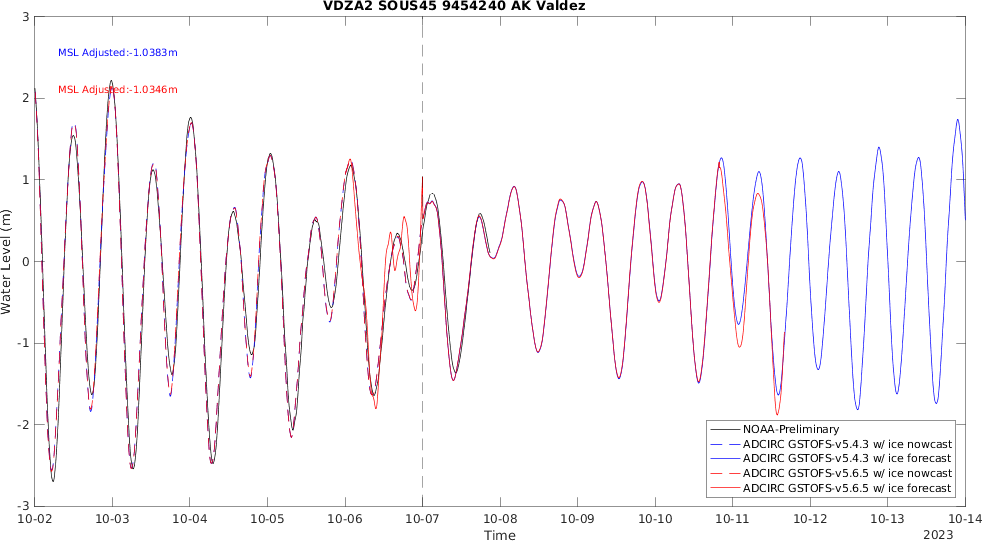 VDZA2 SOUS45 9454240 AK Valdez
MSL Adjusted:-1.0383m
MSL Adjusted:-1.0346m
Water Level (m)
3
2
1
0
-1
-2
-3
NOAA-Preliminary
ADCIRC GSTOFS-v5.4.3 w/ ice nowcast
ADCIRC GSTOFS-v5.4.3 w/ ice forecast
ADCIRC GSTOFS-v5.6.5 w/ ice nowcast
ADCIRC GSTOFS-v5.6.5 w/ ice forecast
10-02 10-03 10-04 10-05 10-06 10-07 10-08 10-09 10-10 10-11 10-12 10-13 10-14
Time
2023